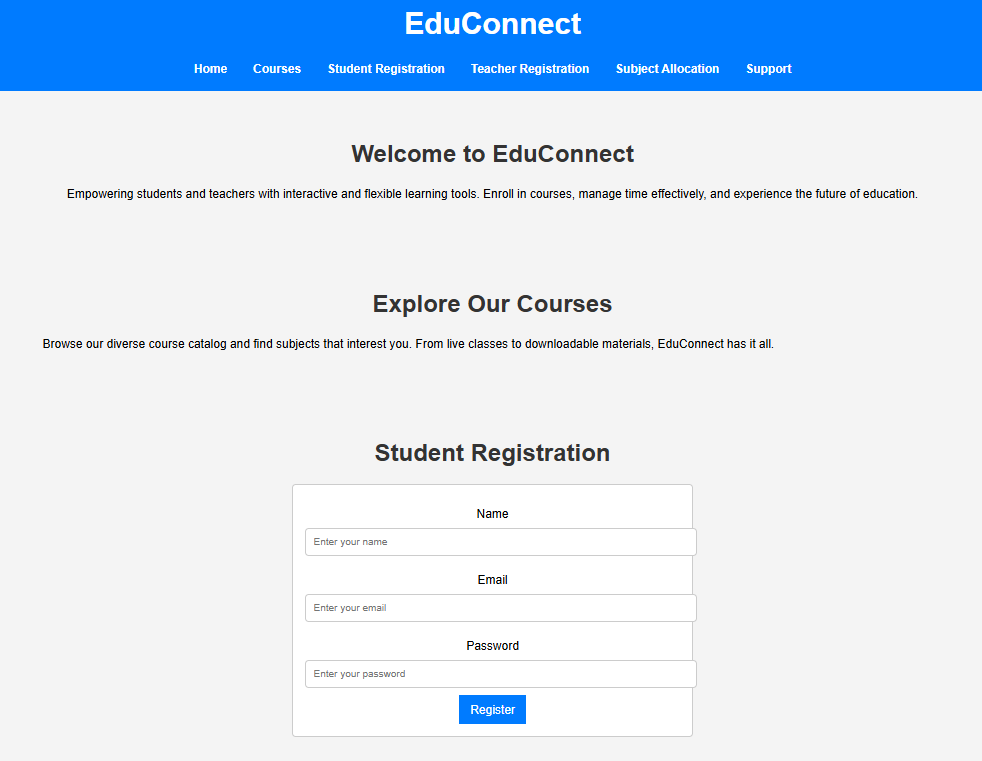 EduConnect
Home Courses Student Registration Teacher Registration Subject Allocation Support
Welcome to EduConnect
Empowering students and teachers with interactive and flexible learning tools. Enroll in courses, manage time effectively, and experience the future of education.
Explore Our Courses
Browse our diverse course catalog and find subjects that interest you. From live classes to downloadable materials, EduConnect has it all.
Student Registration
Name
Enter your name
Email
Enter your email
Password
Enter your password
Register